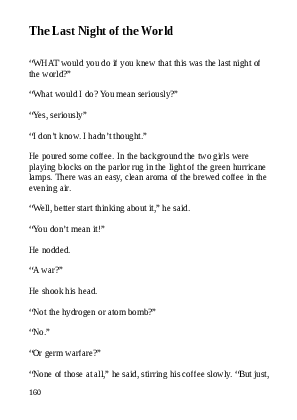 The Last Night of the World
“WHAT would you do if you knew that this was the last night of
the world?”
“What would I do? You mean seriously?”
“Yes, seriously”
“I don’t know. I hadn’t thought.”
He poured some coffee. In the background the two girls were
playing blocks on the parlor rug in the light of the green hurricane
lamps. There was an easy, clean aroma of the brewed coffee in the
evening air.
“Well, better start thinking about it,” he said.
“You don’t mean it!”
He nodded.
“A war?”
He shook his head.
“Not the hydrogen or atom bomb?”
“No.”
“Or germ warfare?”
“None of those at all,” he said, stirring his coffee slowly. “But just,
160